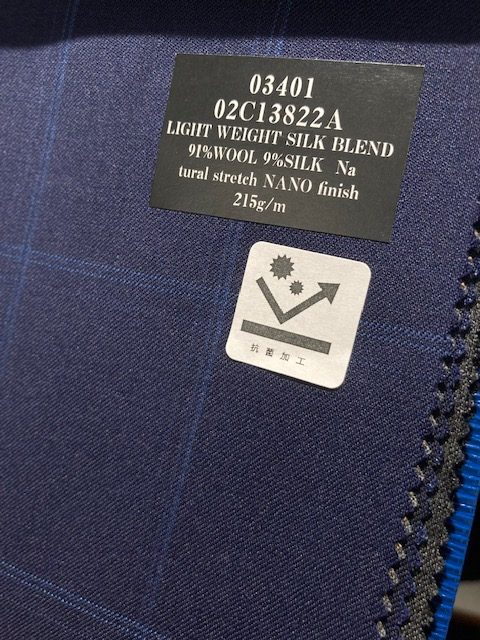 03401
02C13822A
LIGHT WEIGHT SILK BLEND
91%WOOL 9%SILK Na
tural stretch NANO finish
215g/m
抗菌加工